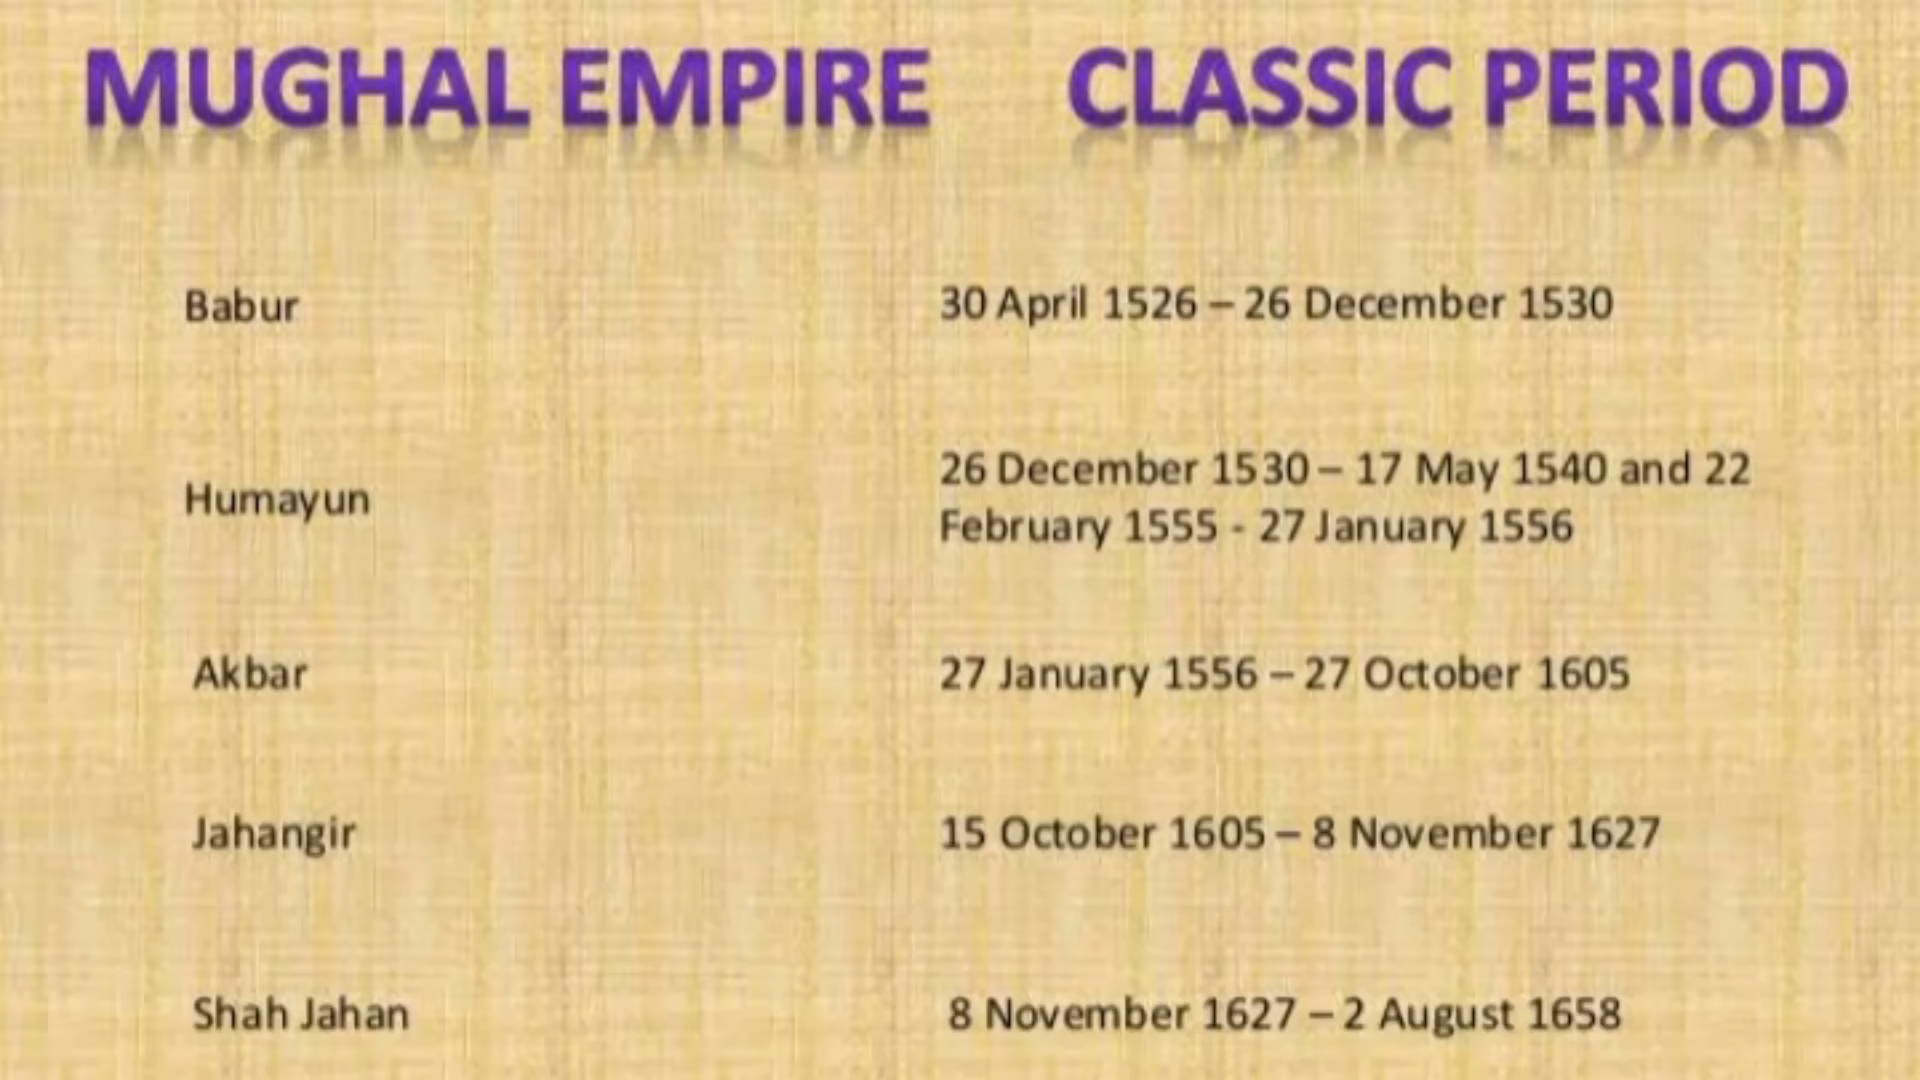 MUGHAL EMPIRE CLASSIC PERIOD
Babur 30 April 1526 – 26 December 1530
Humayun 26 December 1530 – 17 May 1540 and 22
February 1555 - 27 January 1556
Akbar 27 January 1556 – 27 October 1605
Jahangir 15 October 1605 – 8 November 1627
Shah Jahan 8 November 1627 – 2 August 1658